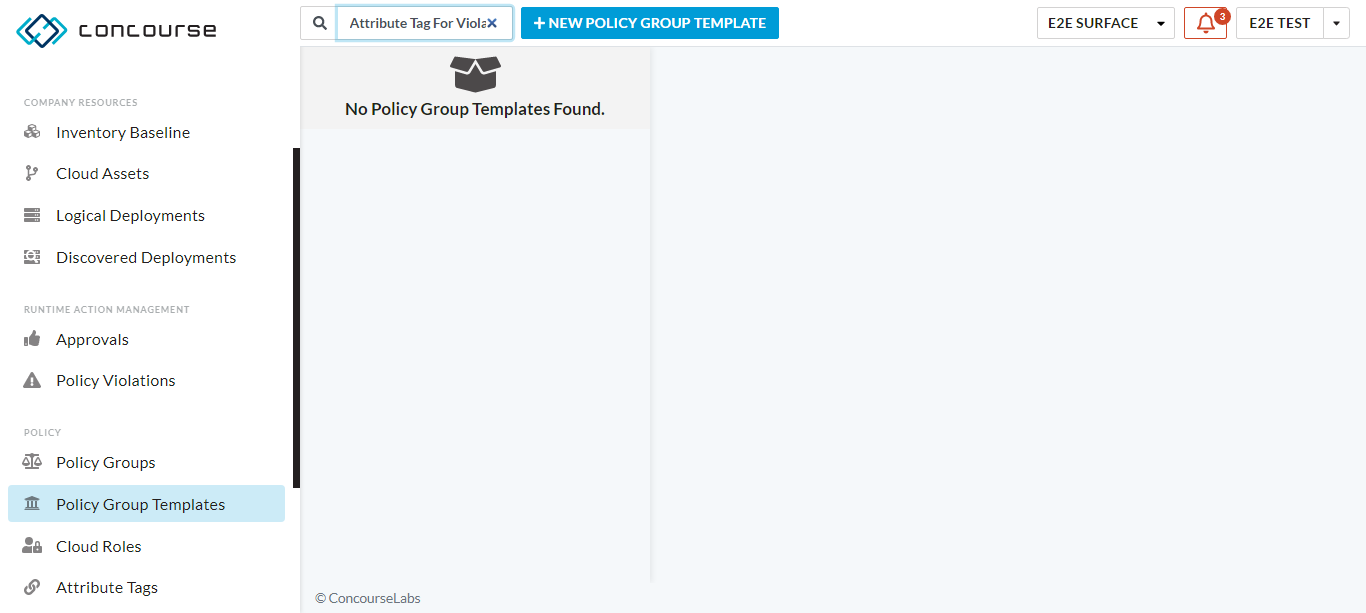 concourse
Attribute Tag For Viola
NEW POLICY GROUP TEMPLATE
E2E SURFACE
3
E2E TEST
COMPANY RESOURCES
Inventory Baseline
Cloud Assets
Logical Deployments
Discovered Deployments
RUNTIME ACTION MANAGEMENT
Approvals
Policy Violations
POLICY
Policy Groups
Policy Group Templates
Cloud Roles
Attribute Tags
No Policy Group Templates Found.
© ConcourseLabs